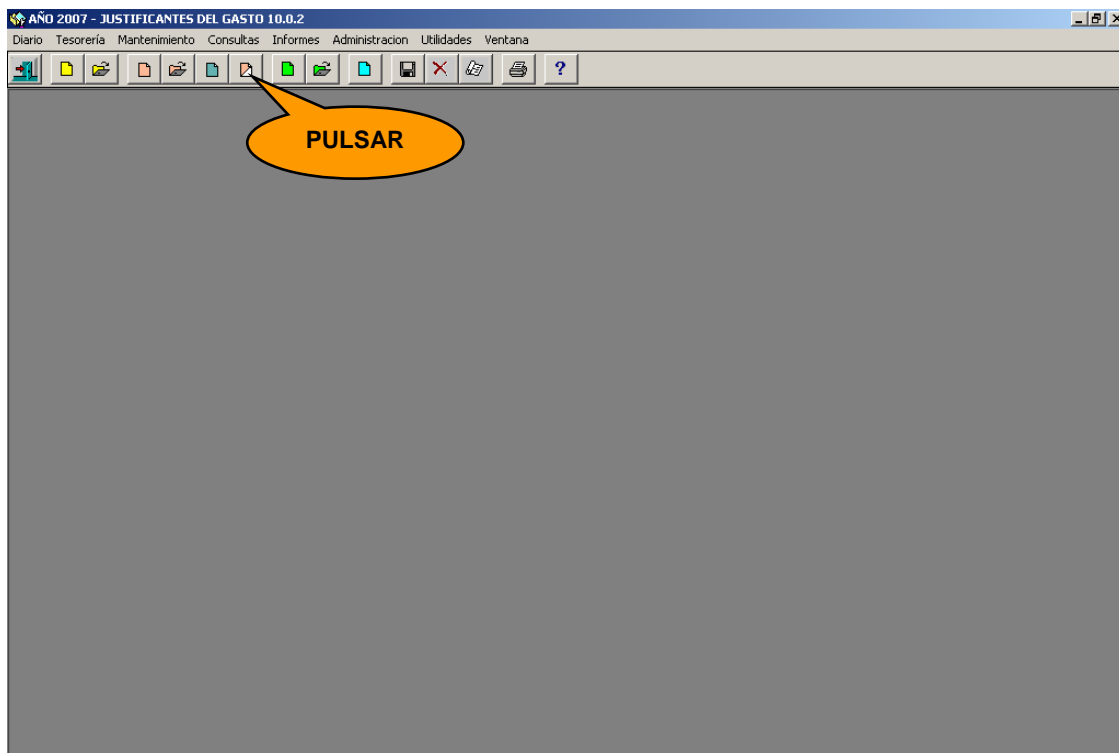 AÑO 2007 - JUSTIFICANTES DEL GASTO 10.0.2
Diario Tesorería Mantenimiento Consultas Informes Administracion Utilidades Ventana
?
PULSAR